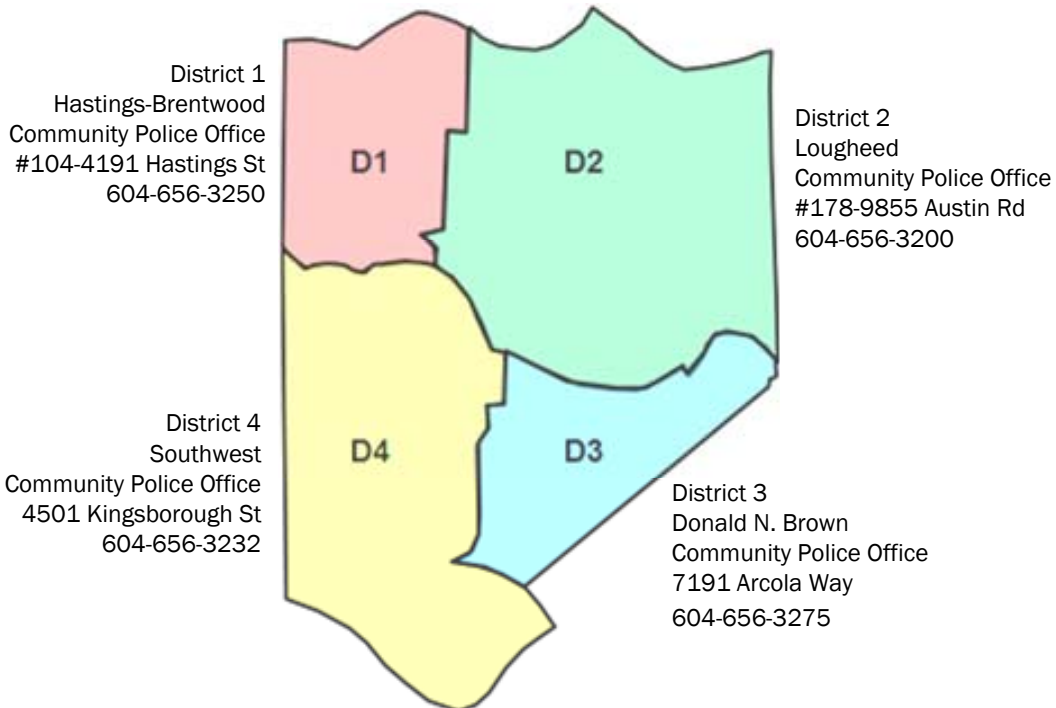 District 1
Hastings-Brentwood
Community Police Office
#104-4191 Hastings St
604-656-3250
D1
D2
District 2
Lougheed
Community Police Office
#178-9855 Austin Rd
604-656-3200
District 4
Southwest
Community Police Office
4501 Kingsborough St
604-656-3232
D4
D3
District 3
Donald N. Brown
Community Police Office
7191 Arcola Way
604-656-3275